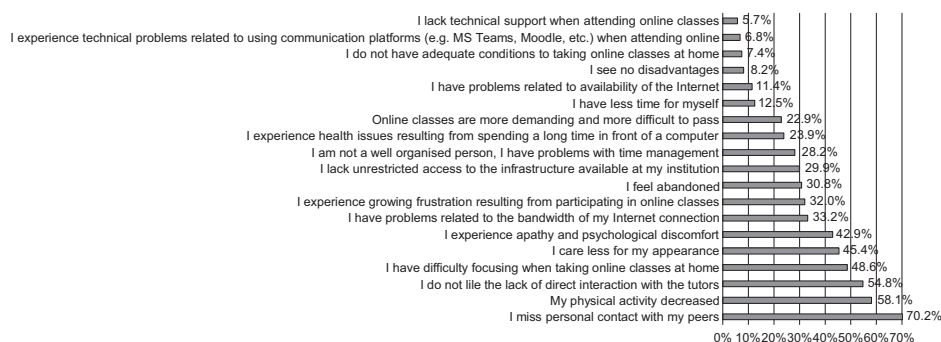 I lack technical support when attending online classes 5.7%
I experience technical problems related to using communication platforms (e.g. MS Teams, Moodle, etc.) when attending online 6.8%
I do not have adequate conditions to taking online classes at home 7.4%
I see no disadvantages 8.2%
I have problems related to availability of the Internet 11.4%
I have less time for myself 12.5%
Online classes are more demanding and more difficult to pass 22.9%
I experience health issues resulting from spending a long time in front of a computer 23.9%
I am not a well organised person, I have problems with time management 28.2%
I lack unrestricted access to the infrastructure available at my institution 29.9%
I feel abandoned 30.8%
I experience growing frustration resulting from participating in online classes 32.0%
I have problems related to the bandwidth of my Internet connection 33.2%
I experience apathy and psychological discomfort 42.9%
I care less for my appearance 45.4%
I have difficulty focusing when taking online classes at home 48.6%
I do not lile the lack of direct interaction with the tutors 54.8%
My physical activity decreased 58.1%
I miss personal contact with my peers 70.2%
0% 10% 20% 30% 40% 50% 60% 70%